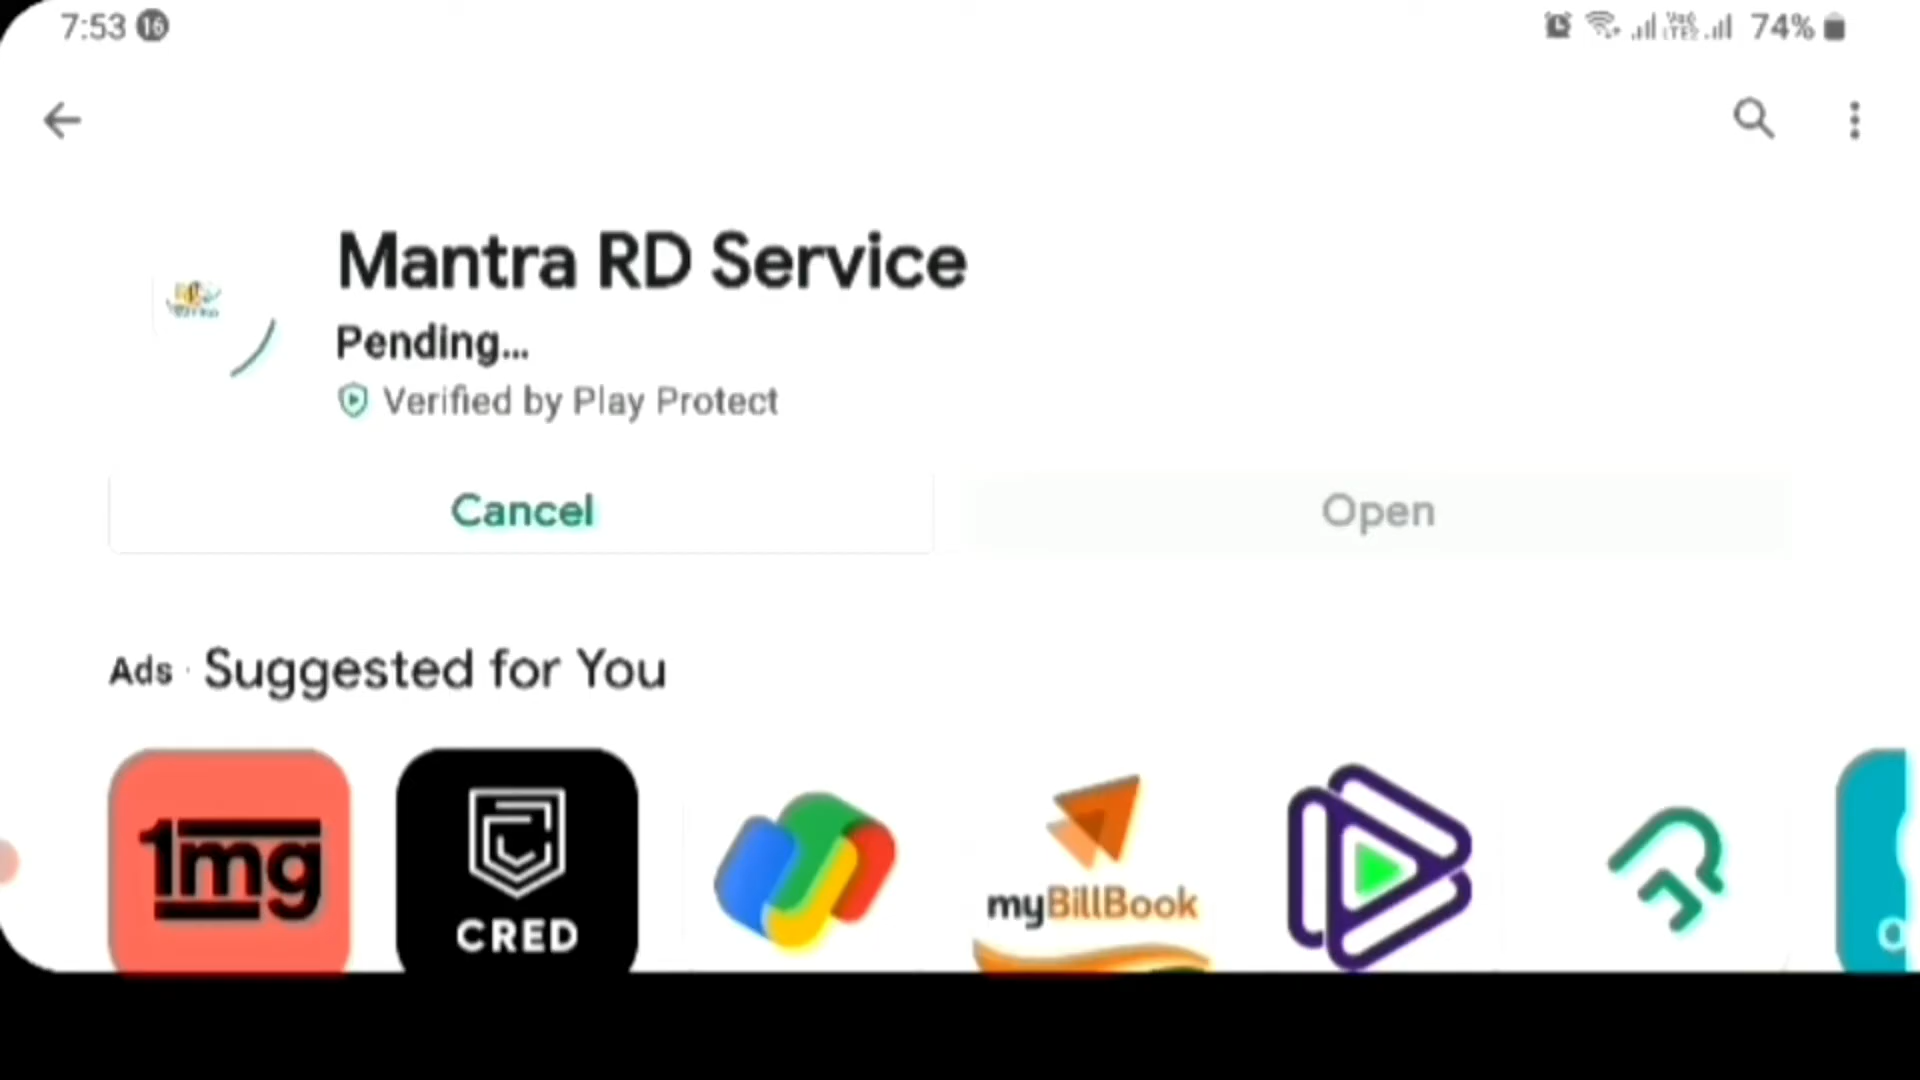 7:53 16
74%
Mantra RD Service
Pending...
Verified by Play Protect
Cancel
Open
Ads · Suggested for You
1mg
CRED
myBillBook